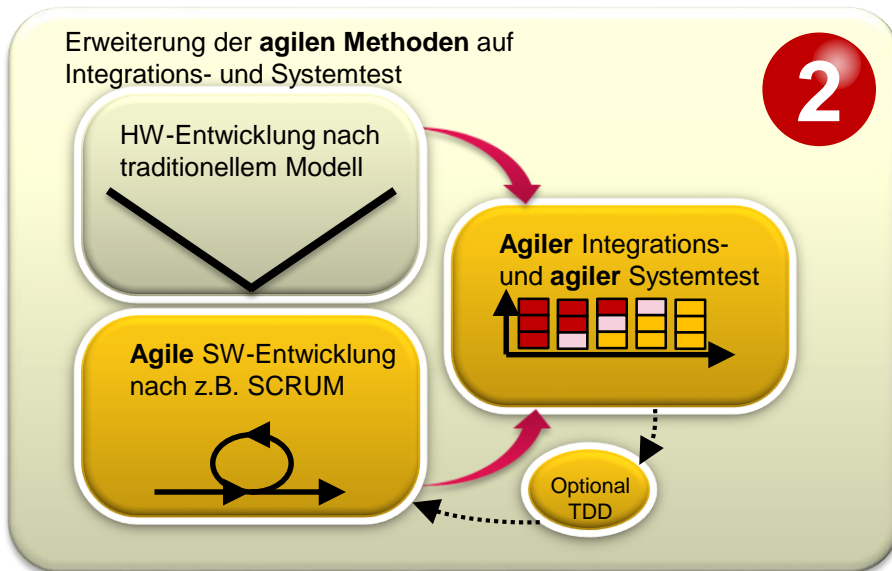 Erweiterung der agilen Methoden auf
Integrations- und Systemtest
2
HW-Entwicklung nach
traditionellem Modell
Agiler Integrations-
und agiler Systemtest
Agile SW-Entwicklung
nach z.B. SCRUM
Optional
TDD